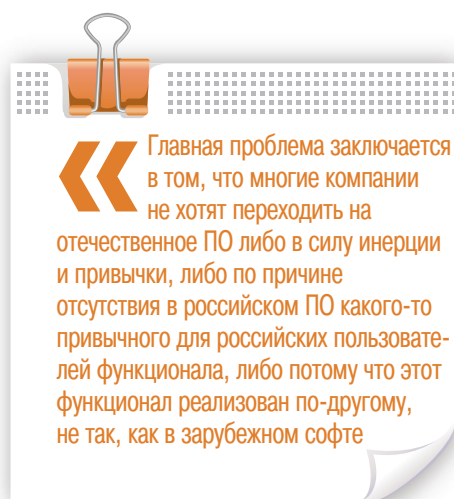 «Главная проблема заключается
в том, что многие компании
не хотят переходить на
отечественное ПО либо в силу инерции
и привычки, либо по причине
отсутствия в российском ПО какого-то
привычного для российских пользовате-
лей функционала, либо потому что этот
функционал реализован по-другому,
не так, как в зарубежном софте